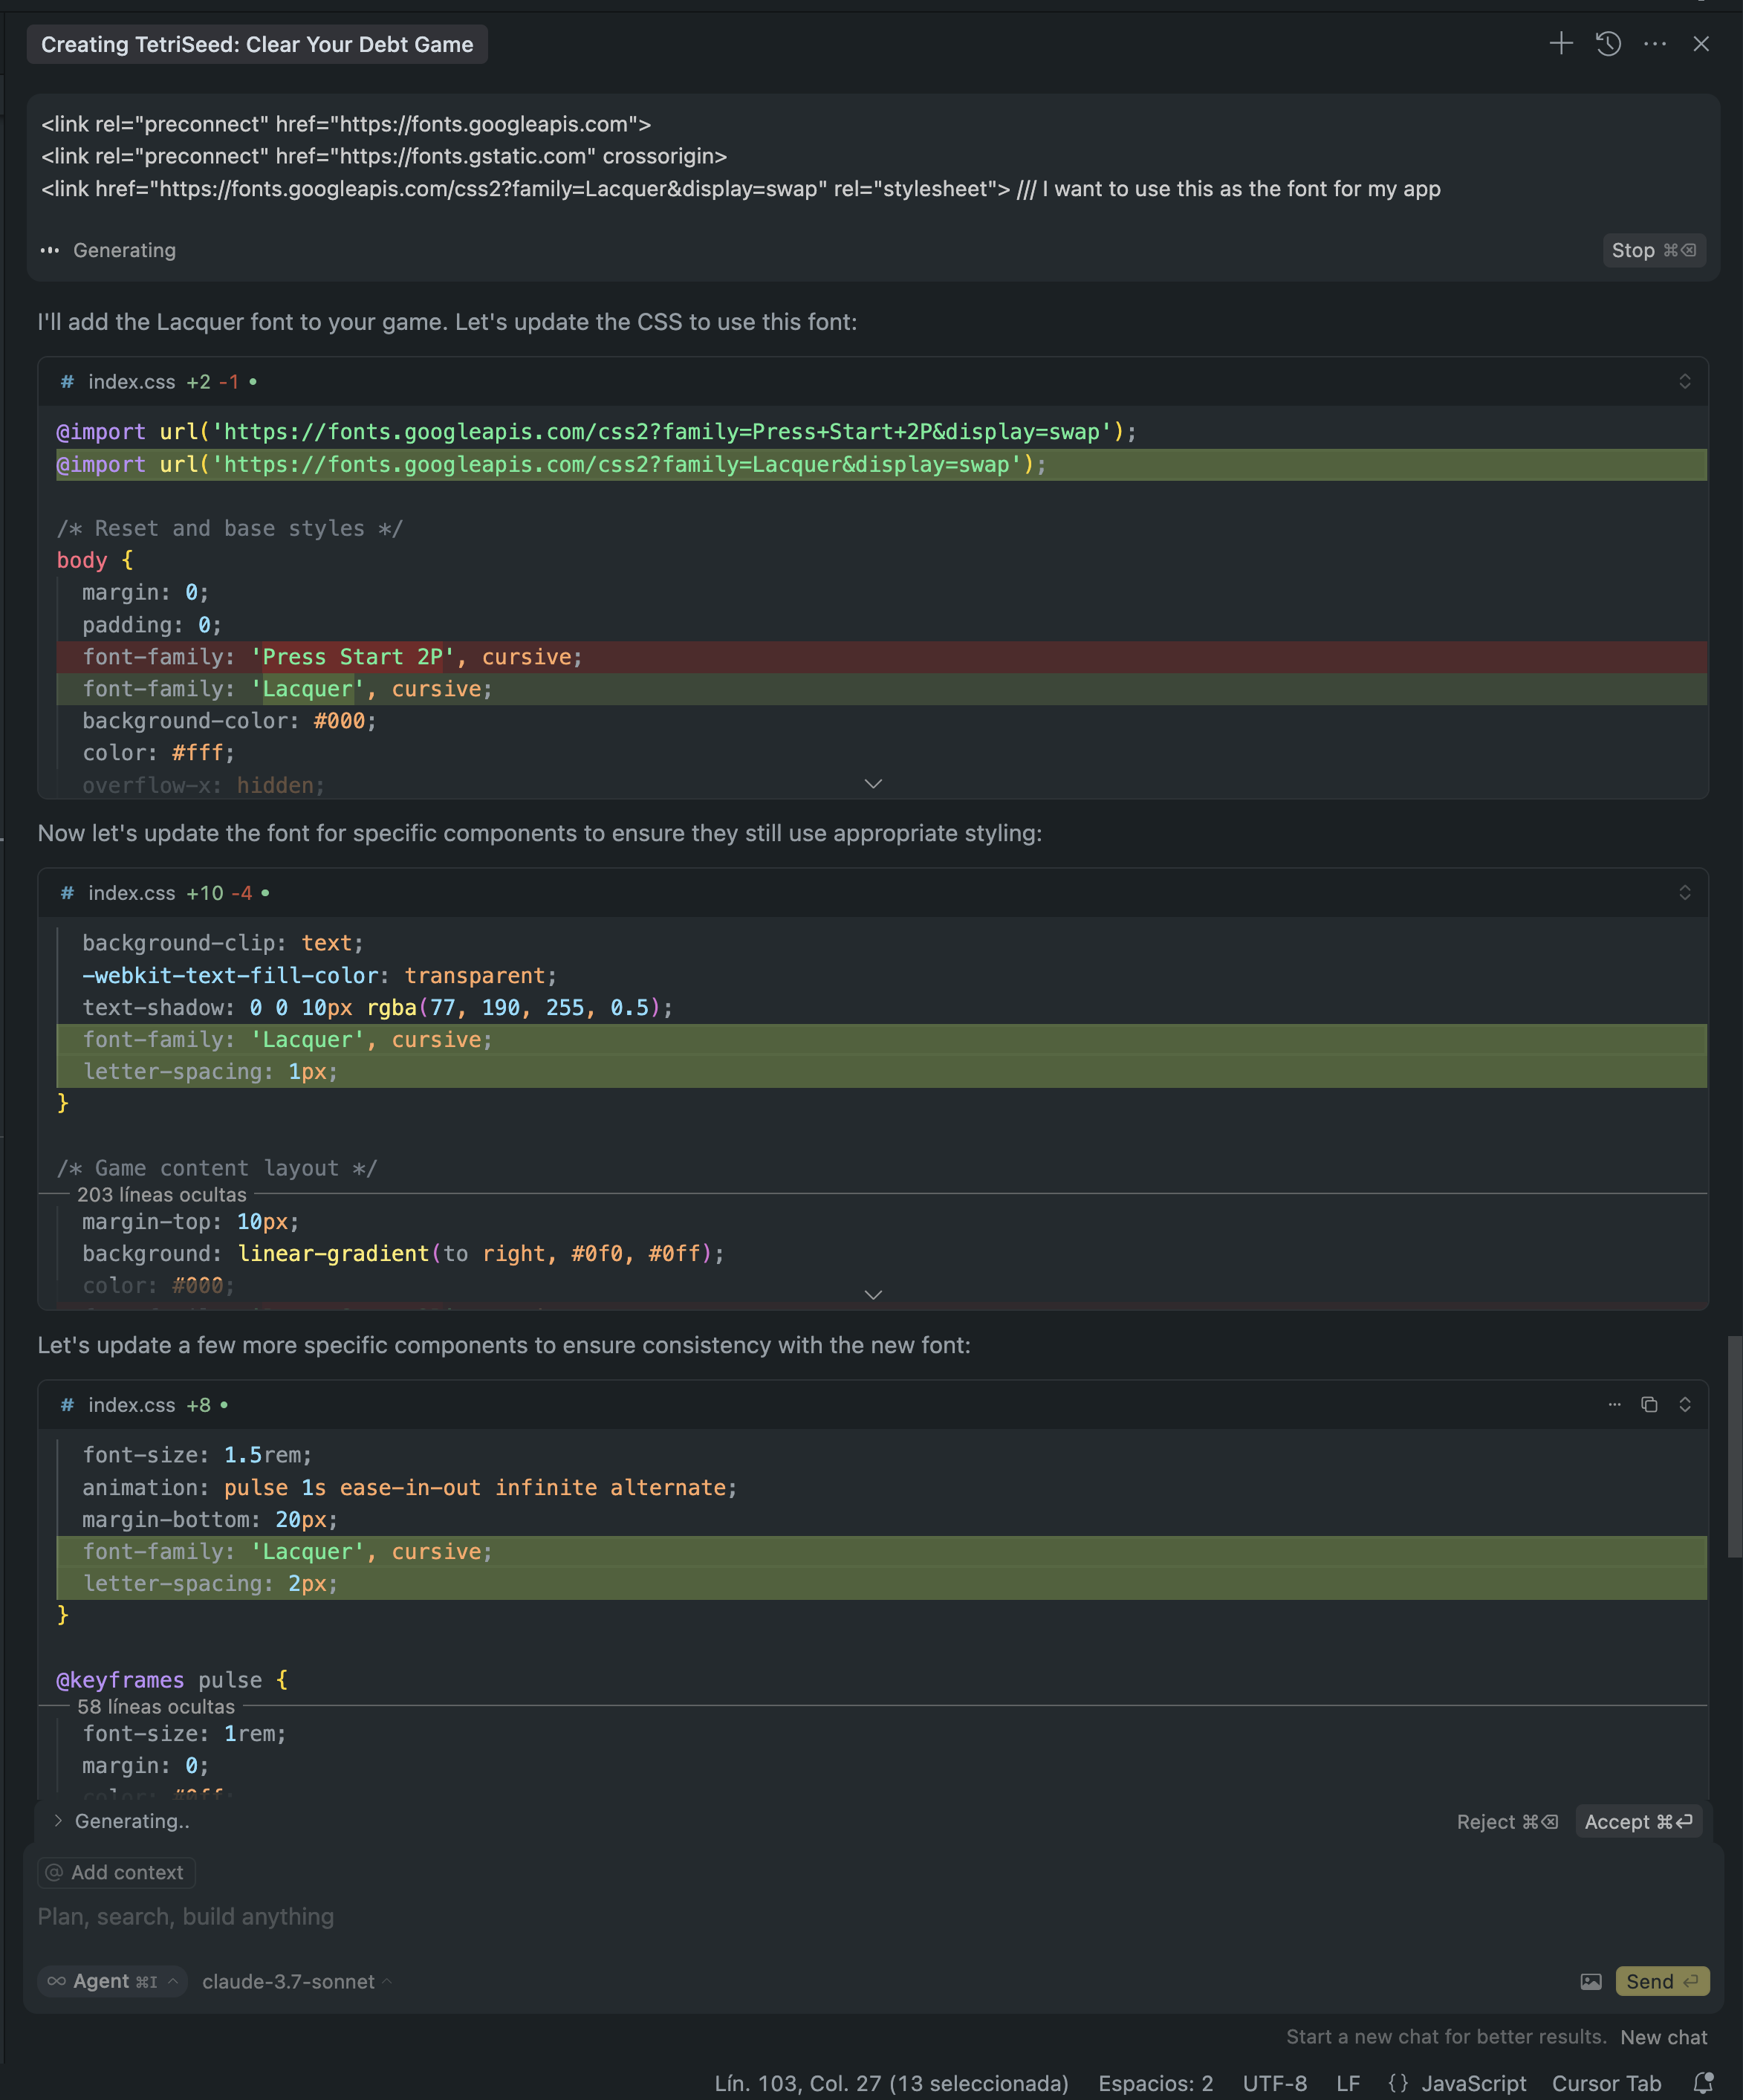 Creating TetriSeed: Clear Your Debt Game
<link rel="preconnect" href="https://fonts.googleapis.com">
<link rel="preconnect" href="https://fonts.gstatic.com" crossorigin>
<link href="https://fonts.googleapis.com/css2?family=Lacquer&display=swap" rel="stylesheet"> /// I want to use this as the font for my app
Generating
Stop ⌘⌫
I'll add the Lacquer font to your game. Let's update the CSS to use this font:
# index.css +2 -1 •
@import url('https://fonts.googleapis.com/css2?family=Press+Start+2P&display=swap');
@import url('https://fonts.googleapis.com/css2?family=Lacquer&display=swap');
/* Reset and base styles */
body {
margin: 0;
padding: 0;
font-family: 'Press Start 2P', cursive;
font-family: 'Lacquer', cursive;
background-color: #000;
color: #fff;
overflow-x: hidden;
Now let's update the font for specific components to ensure they still use appropriate styling:
# index.css +10 -4 •
background-clip: text;
-webkit-text-fill-color: transparent;
text-shadow: 0 0 10px rgba(77, 190, 255, 0.5);
font-family: 'Lacquer', cursive;
letter-spacing: 1px;
}
/* Game content layout */
203 líneas ocultas
margin-top: 10px;
background: linear-gradient(to right, #0f0, #0ff);
color: #000;
Let's update a few more specific components to ensure consistency with the new font:
# index.css +8 •
font-size: 1.5rem;
animation: pulse 1s ease-in-out infinite alternate;
margin-bottom: 20px;
font-family: 'Lacquer', cursive;
letter-spacing: 2px;
}
@keyframes pulse {
58 líneas ocultas
font-size: 1rem;
margin: 0;
color: #0ff;
Generating..
Reject ⌘⌫ Accept ⌘⏎
@ Add context
Plan, search, build anything
∞ Agent ⌘I claude-3.7-sonnet
Send ⏎
Start a new chat for better results. New chat
Lín. 103, Col. 27 (13 seleccionada) Espacios: 2 UTF-8 LF {} JavaScript Cursor Tab